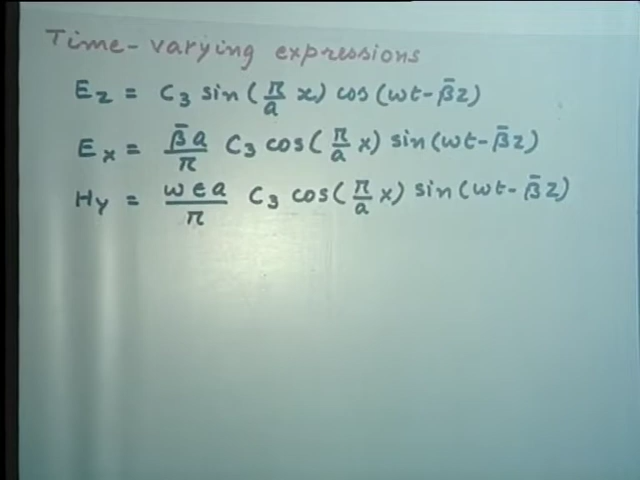 Time-varying expressions
Ez = C3 sin(π/a x) cos(ωt-β̄z)
Ex = β̄a/π C3 cos(π/a x) sin(ωt-β̄z)
Hy = ωϵa/π C3 cos(π/a x) sin(ωt-β̄z)